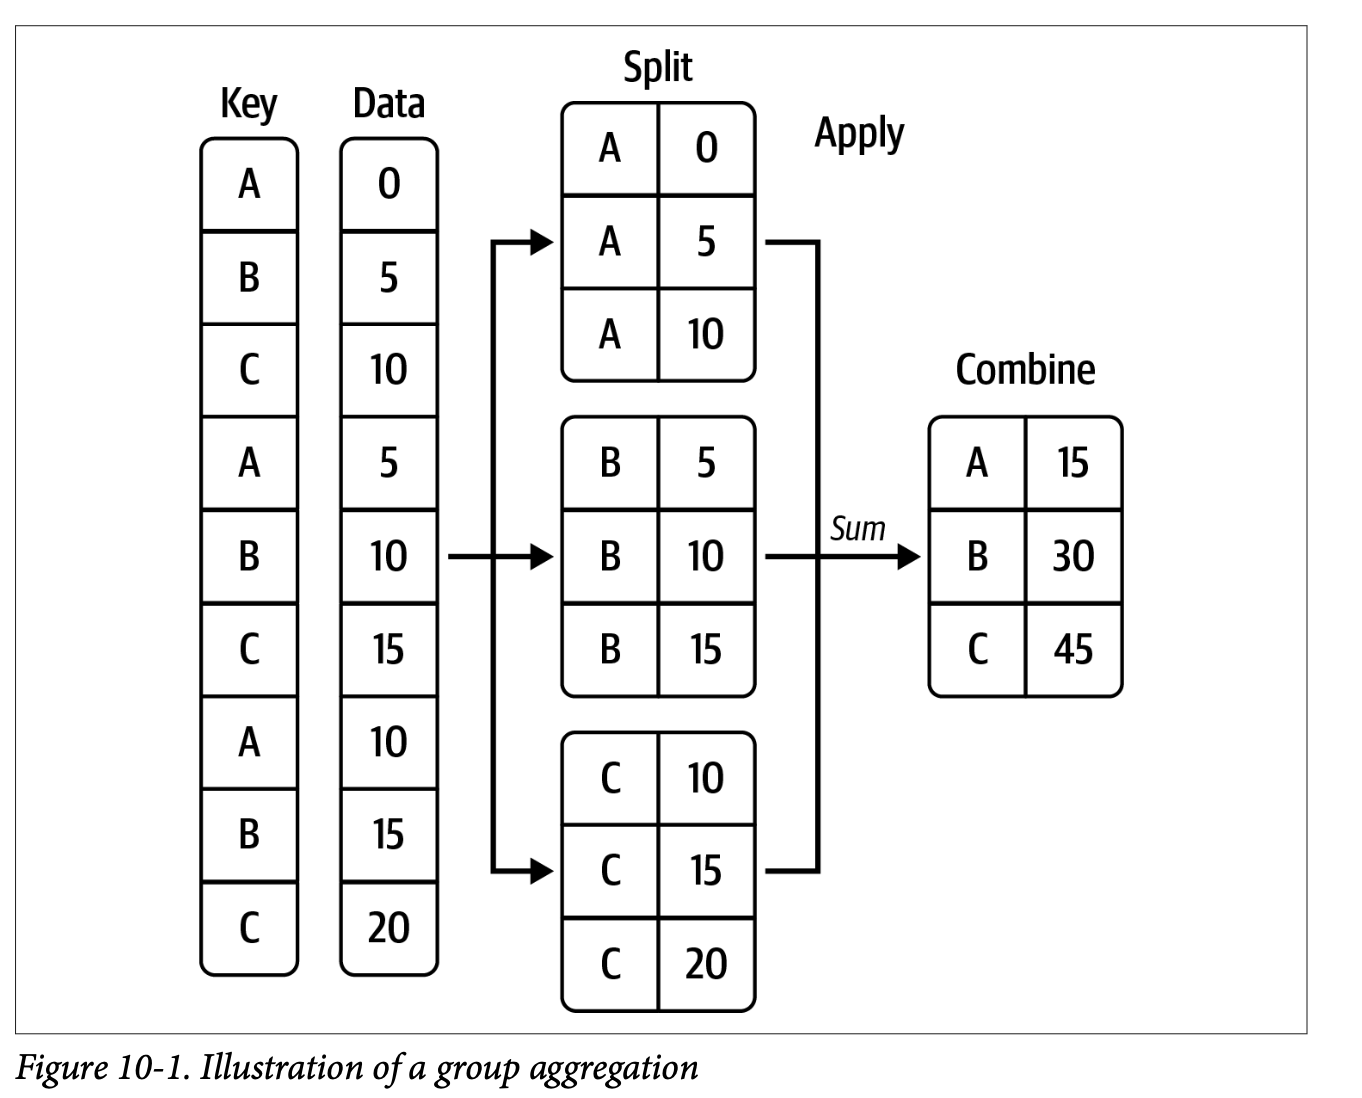 Key Data
A 0
B 5
C 10
A 5
B 10
C 15
A 10
B 15
C 20
Split
A 0
A 5
A 10
B 5
B 10
B 15
C 10
C 15
C 20
Apply
Sum
Combine
A 15
B 30
C 45
Figure 10-1. Illustration of a group aggregation